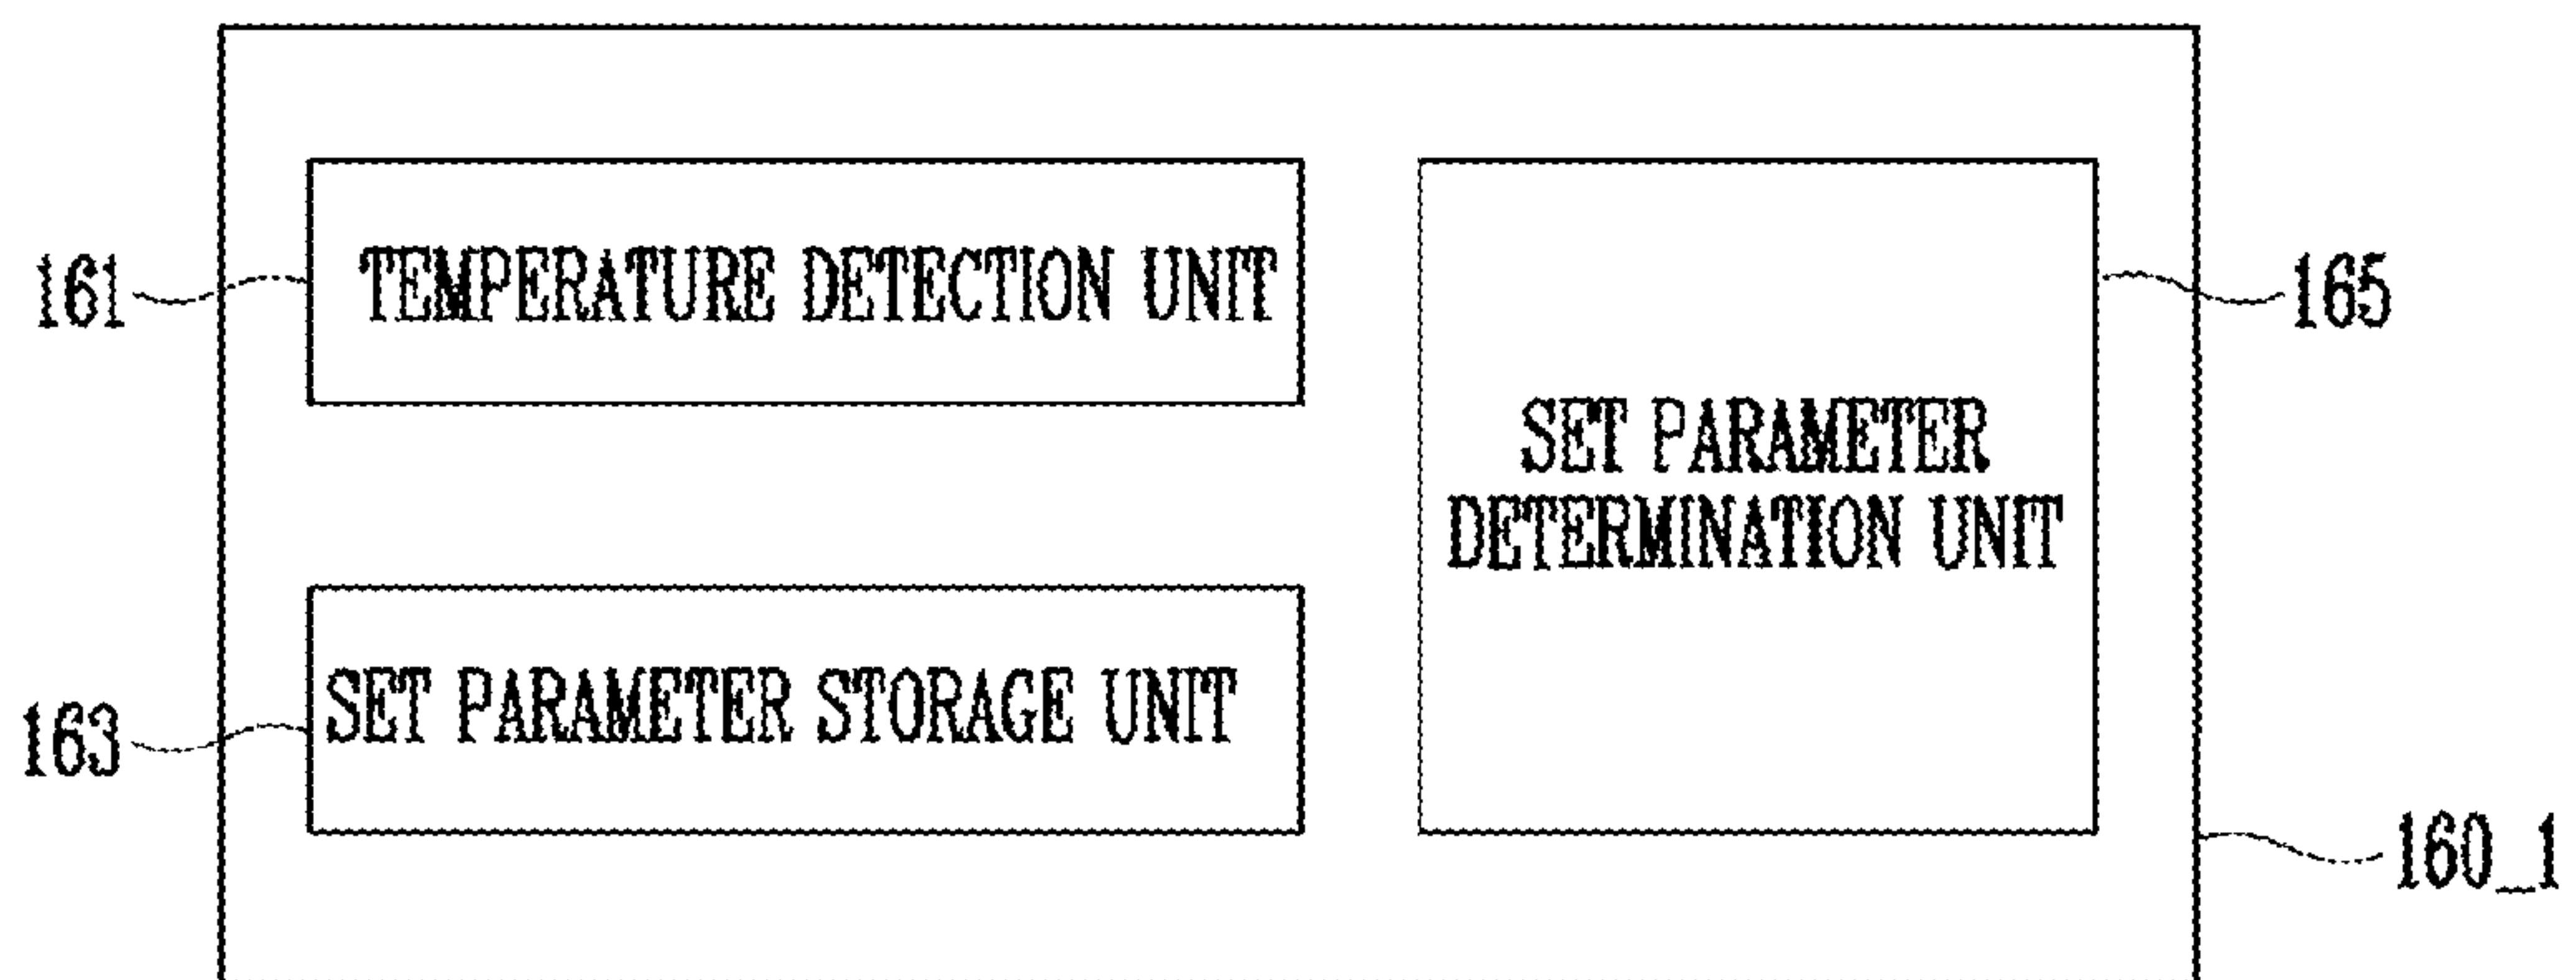 161
TEMPERATURE DETECTION UNIT
163
SET PARAMETER STORAGE UNIT
SET PARAMETER
DETERMINATION UNIT
165
160_1